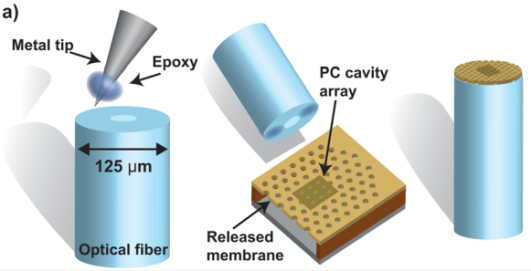 a)
Metal tip
Epoxy
125 µm
Optical fiber
PC cavity
array
Released
membrane